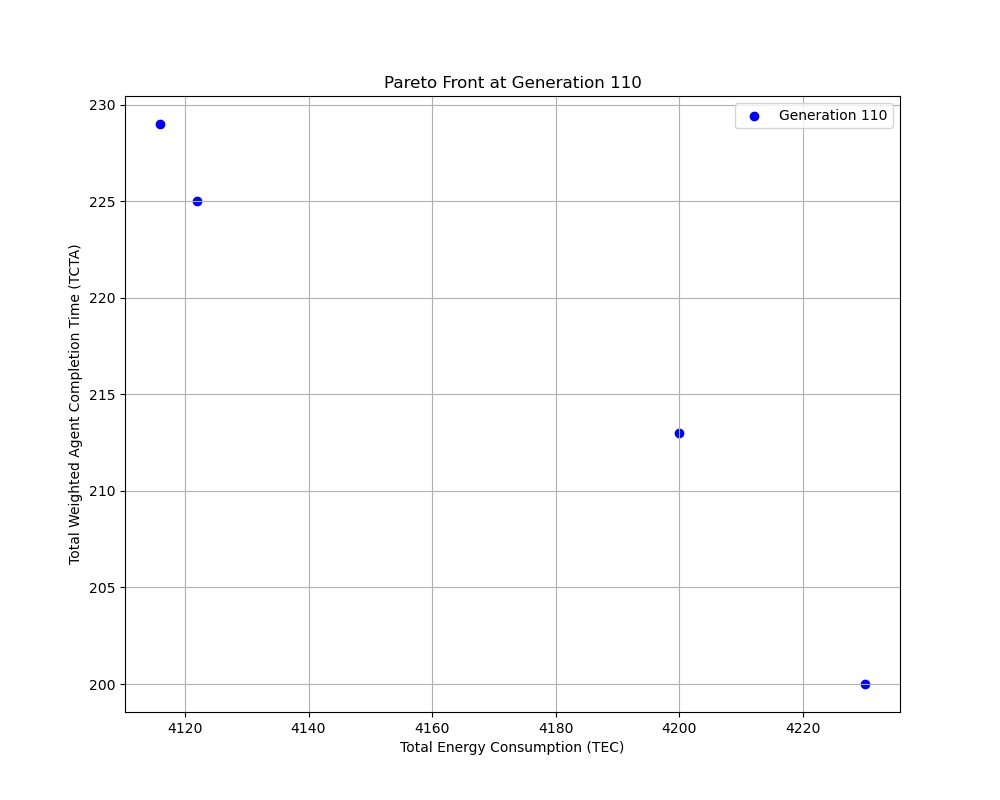 Pareto Front at Generation 110
Generation 110
Total Weighted Agent Completion Time (TCTA)
230
225
220
215
210
205
200
4120 4140 4160 4180 4200 4220
Total Energy Consumption (TEC)